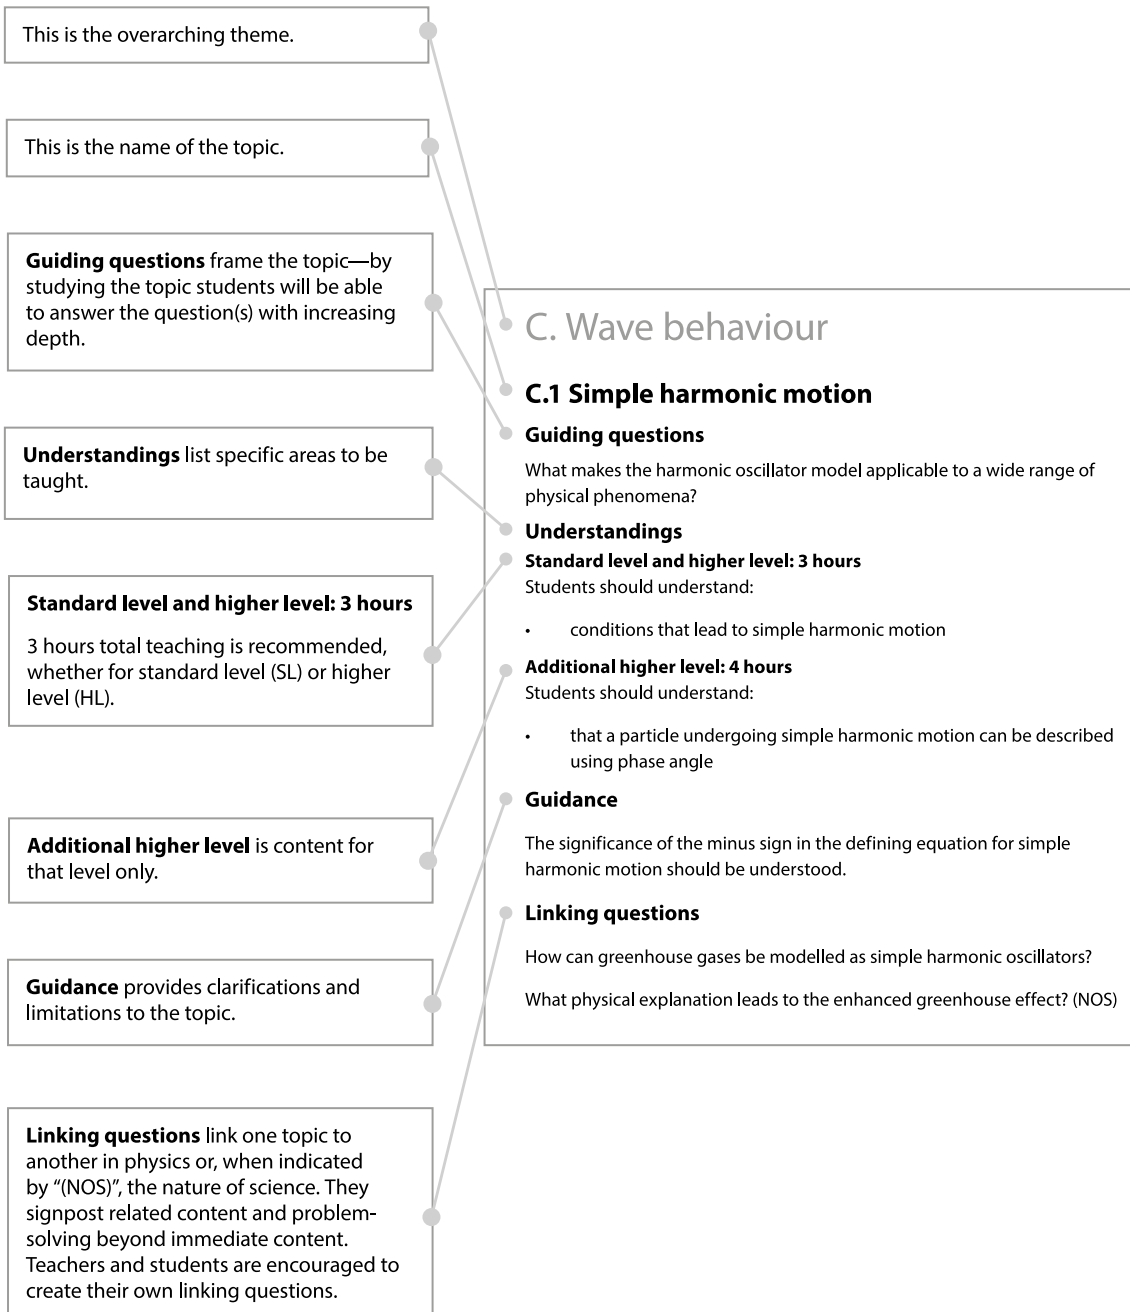 This is the overarching theme.
This is the name of the topic.
Guiding questions frame the topic—by
studying the topic students will be able
to answer the question(s) with increasing
depth.
Understandings list specific areas to be
taught.
Standard level and higher level: 3 hours
3 hours total teaching is recommended,
whether for standard level (SL) or higher
level (HL).
Additional higher level is content for
that level only.
Guidance provides clarifications and
limitations to the topic.
Linking questions link one topic to
another in physics or, when indicated
by “(NOS)”, the nature of science. They
signpost related content and problem-
solving beyond immediate content.
Teachers and students are encouraged to
create their own linking questions.
C. Wave behaviour
C.1 Simple harmonic motion
Guiding questions
What makes the harmonic oscillator model applicable to a wide range of
physical phenomena?
Understandings
Standard level and higher level: 3 hours
Students should understand:
• conditions that lead to simple harmonic motion
Additional higher level: 4 hours
Students should understand:
• that a particle undergoing simple harmonic motion can be described
using phase angle
Guidance
The significance of the minus sign in the defining equation for simple
harmonic motion should be understood.
Linking questions
How can greenhouse gases be modelled as simple harmonic oscillators?
What physical explanation leads to the enhanced greenhouse effect? (NOS)